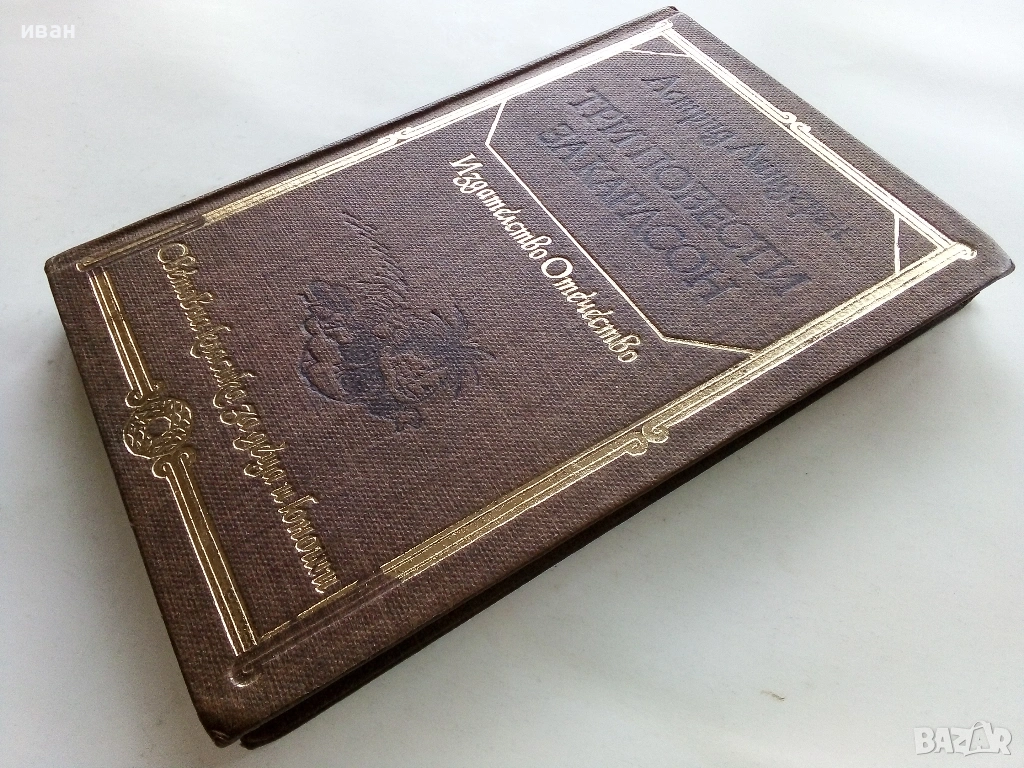 иван
Астрид Линдгрен
ТРИ ПОВЕСТИ
ЗА КАРЛСОН
Издателство Отечество
Световна класика за деца и юноши
BAZAR